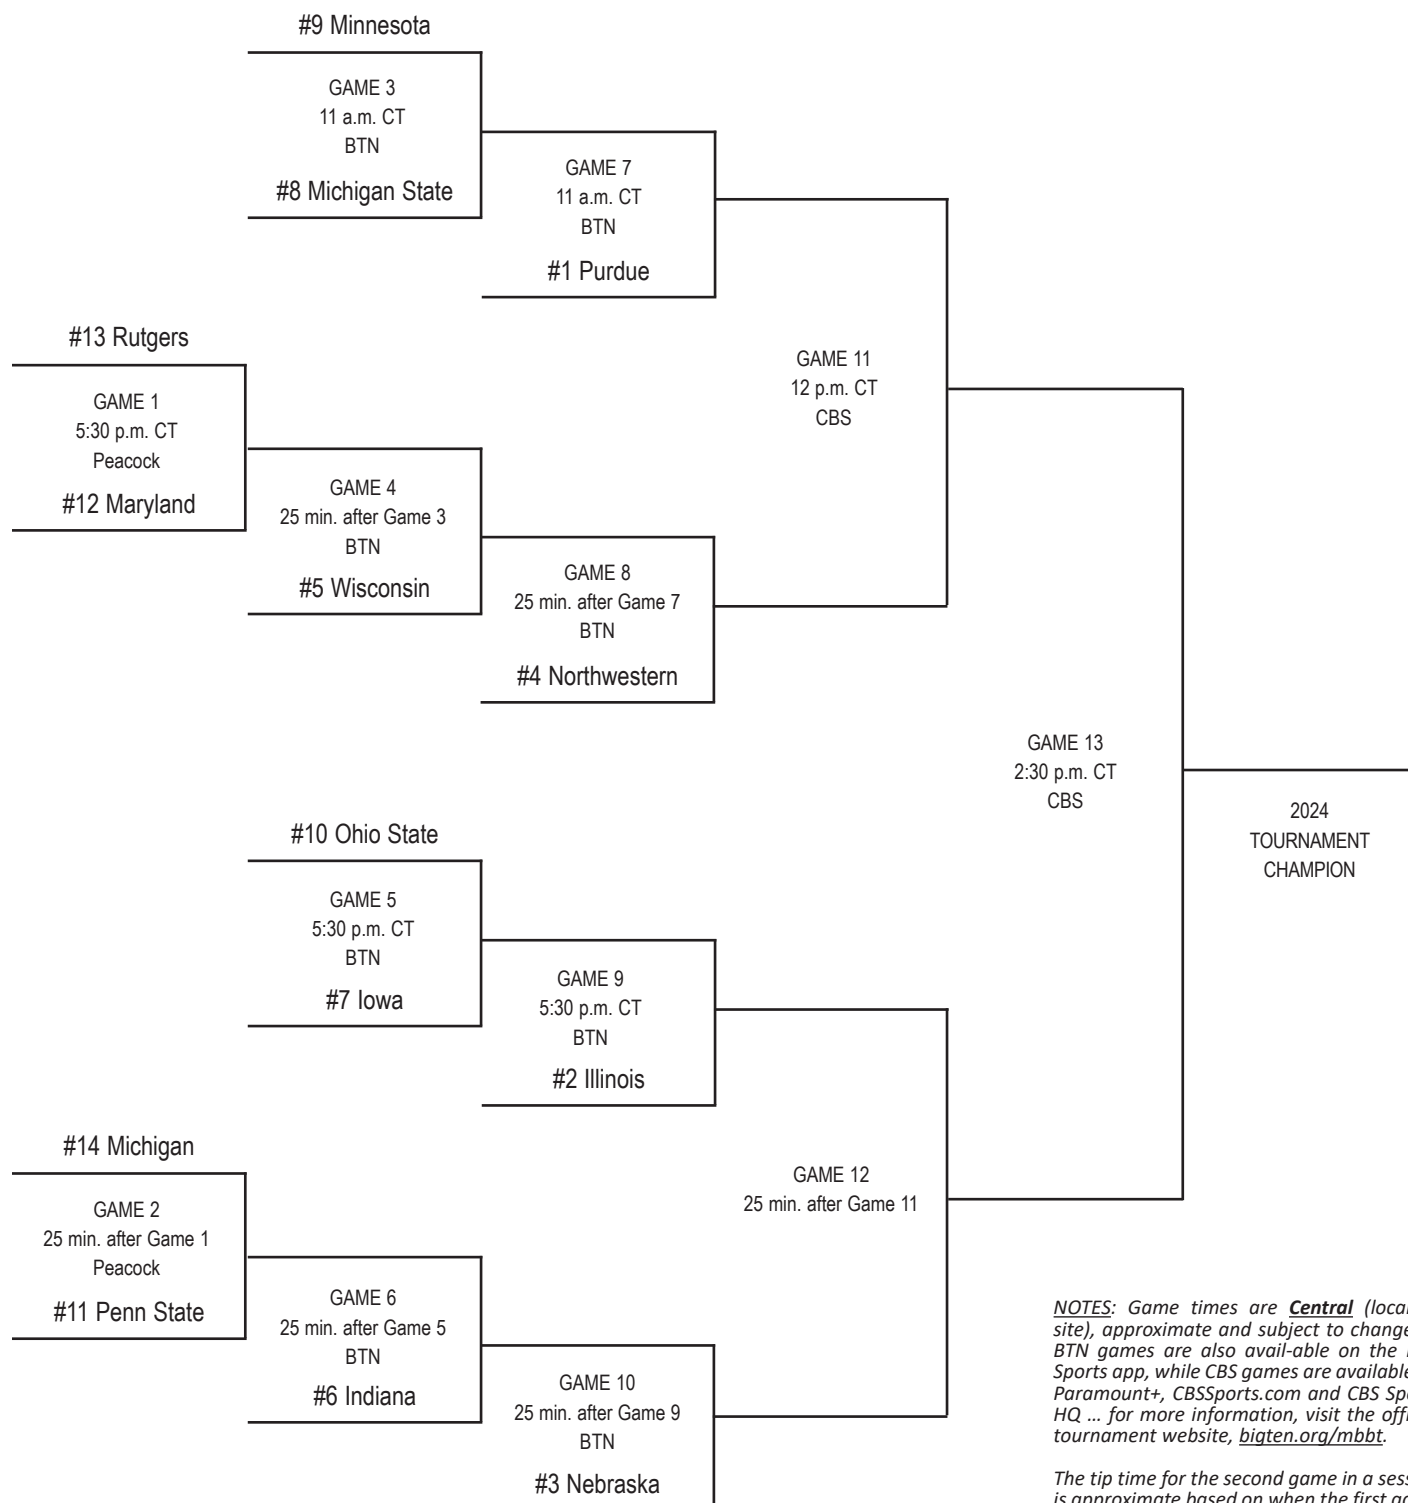 #9 Minnesota
GAME 3
11 a.m. CT
BTN
#8 Michigan State
GAME 7
11 a.m. CT
BTN
#1 Purdue
#13 Rutgers
GAME 1
5:30 p.m. CT
Peacock
#12 Maryland
GAME 4
25 min. after Game 3
BTN
#5 Wisconsin
GAME 8
25 min. after Game 7
BTN
#4 Northwestern
GAME 11
12 p.m. CT
CBS
GAME 13
2:30 p.m. CT
CBS
2024
TOURNAMENT
CHAMPION
#10 Ohio State
GAME 5
5:30 p.m. CT
BTN
#7 Iowa
GAME 9
5:30 p.m. CT
BTN
#2 Illinois
#14 Michigan
GAME 2
25 min. after Game 1
Peacock
#11 Penn State
GAME 6
25 min. after Game 5
BTN
#6 Indiana
GAME 10
25 min. after Game 9
BTN
#3 Nebraska
GAME 12
25 min. after Game 11
NOTES: Game times are Central (local
site), approximate and subject to change
BTN games are also avail-able on the
Sports app, while CBS games are available
Paramount+, CBSSports.com and CBS
HQ ... for more information, visit the
tournament website, bigten.org/mbbt.
The tip time for the second game in a
is approximate based on when the first